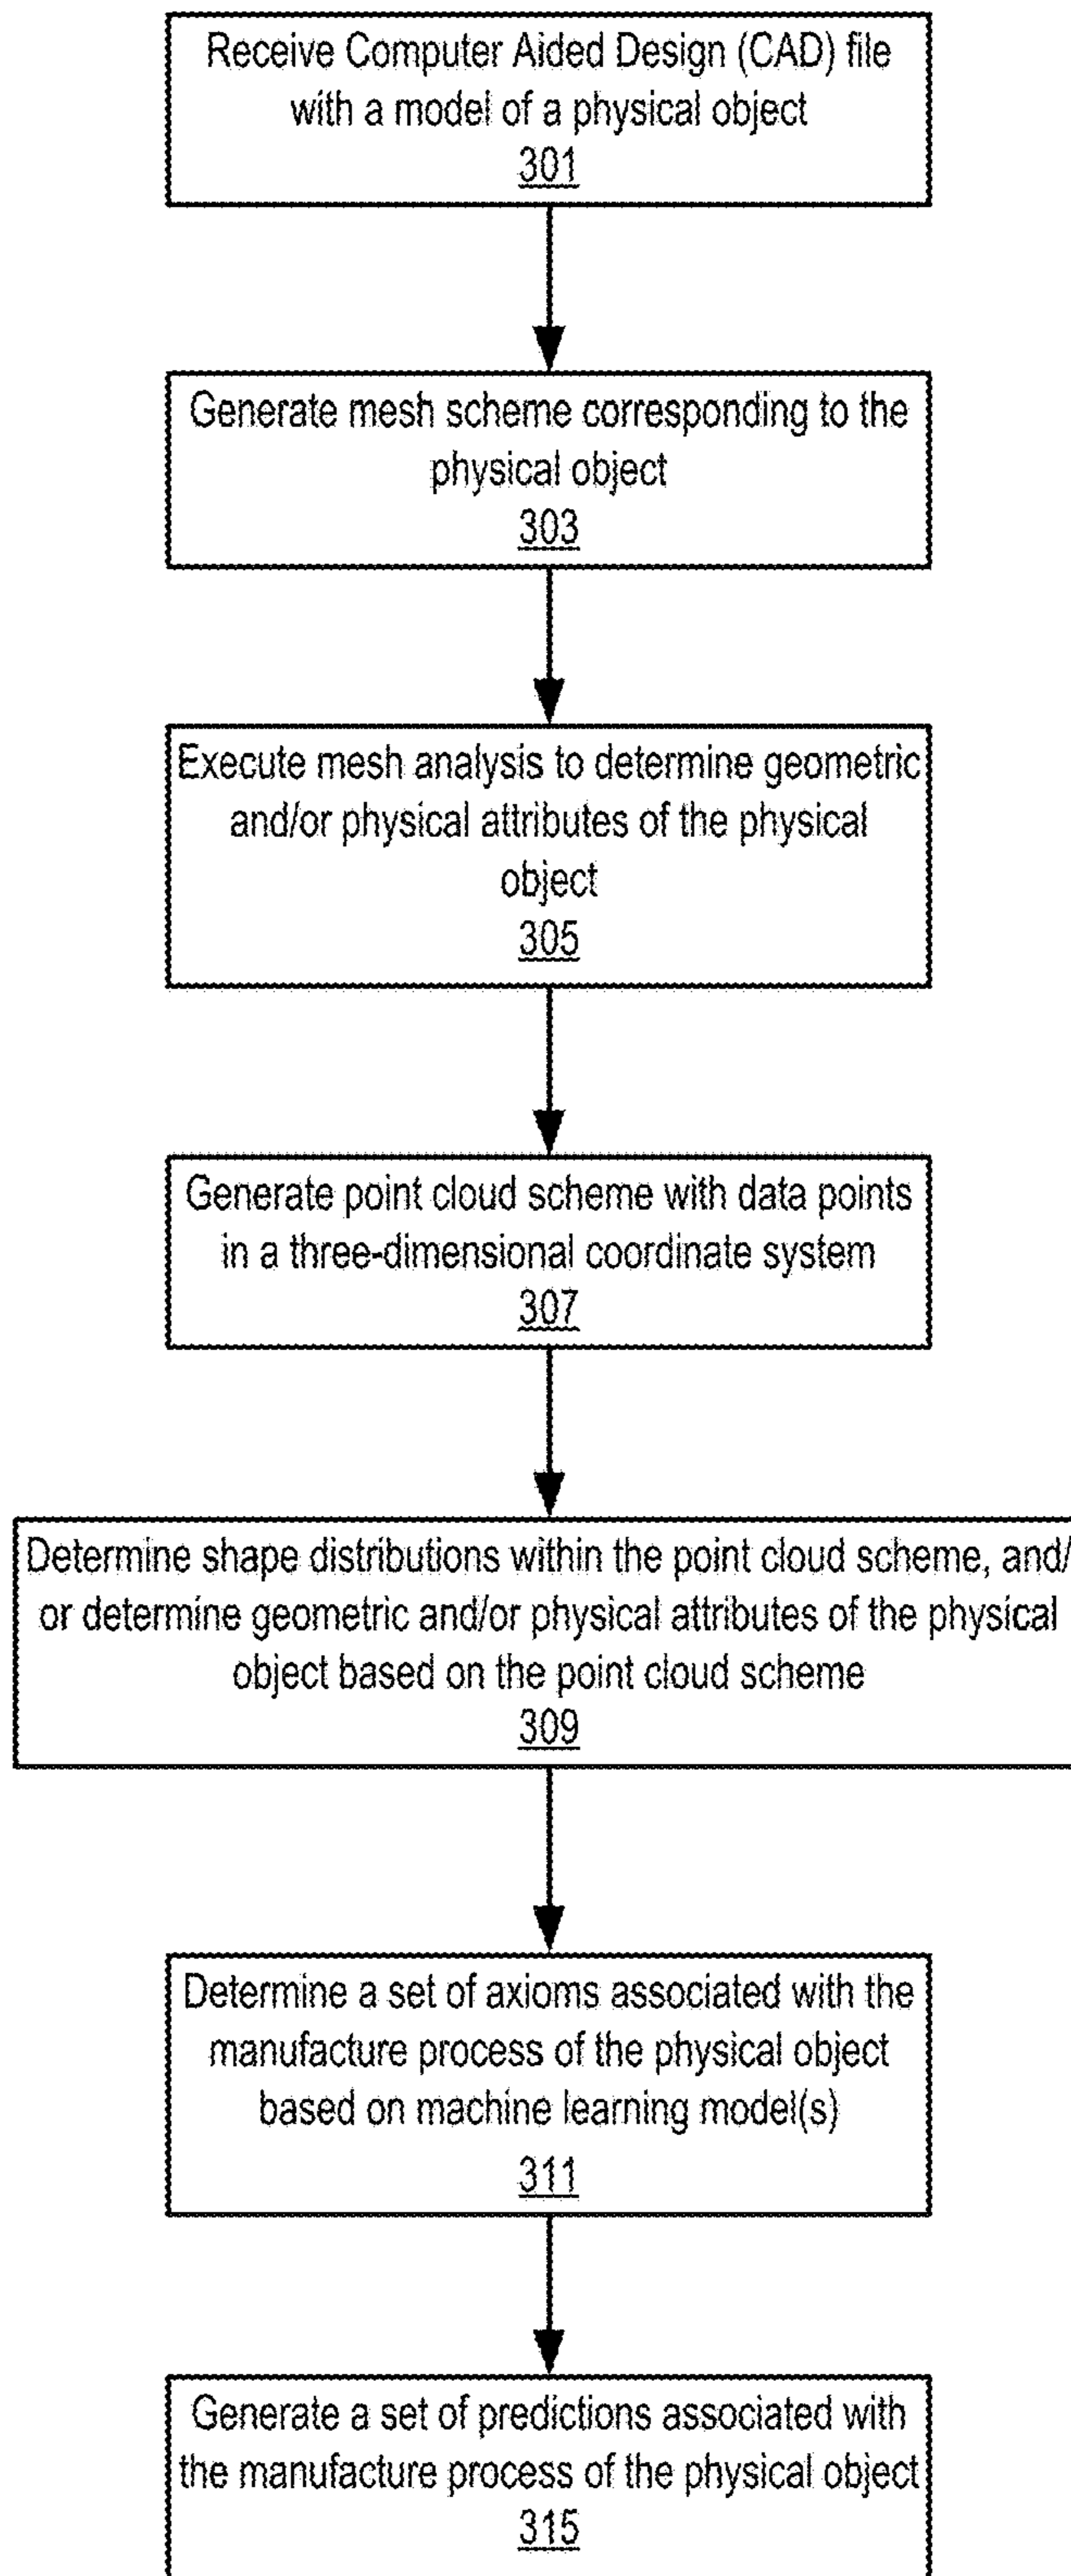 Receive Computer Aided Design (CAD) file
with a model of a physical object
301
Generate mesh scheme corresponding to the
physical object
303
Execute mesh analysis to determine geometric
and/or physical attributes of the physical
object
305
Generate point cloud scheme with data points
in a three-dimensional coordinate system
307
Determine shape distributions within the point cloud scheme, and/
or determine geometric and/or physical attributes of the physical
object based on the point cloud scheme
309
Determine a set of axioms associated with the
manufacture process of the physical object
based on machine learning model(s)
311
Generate a set of predictions associated with
the manufacture process of the physical object
315